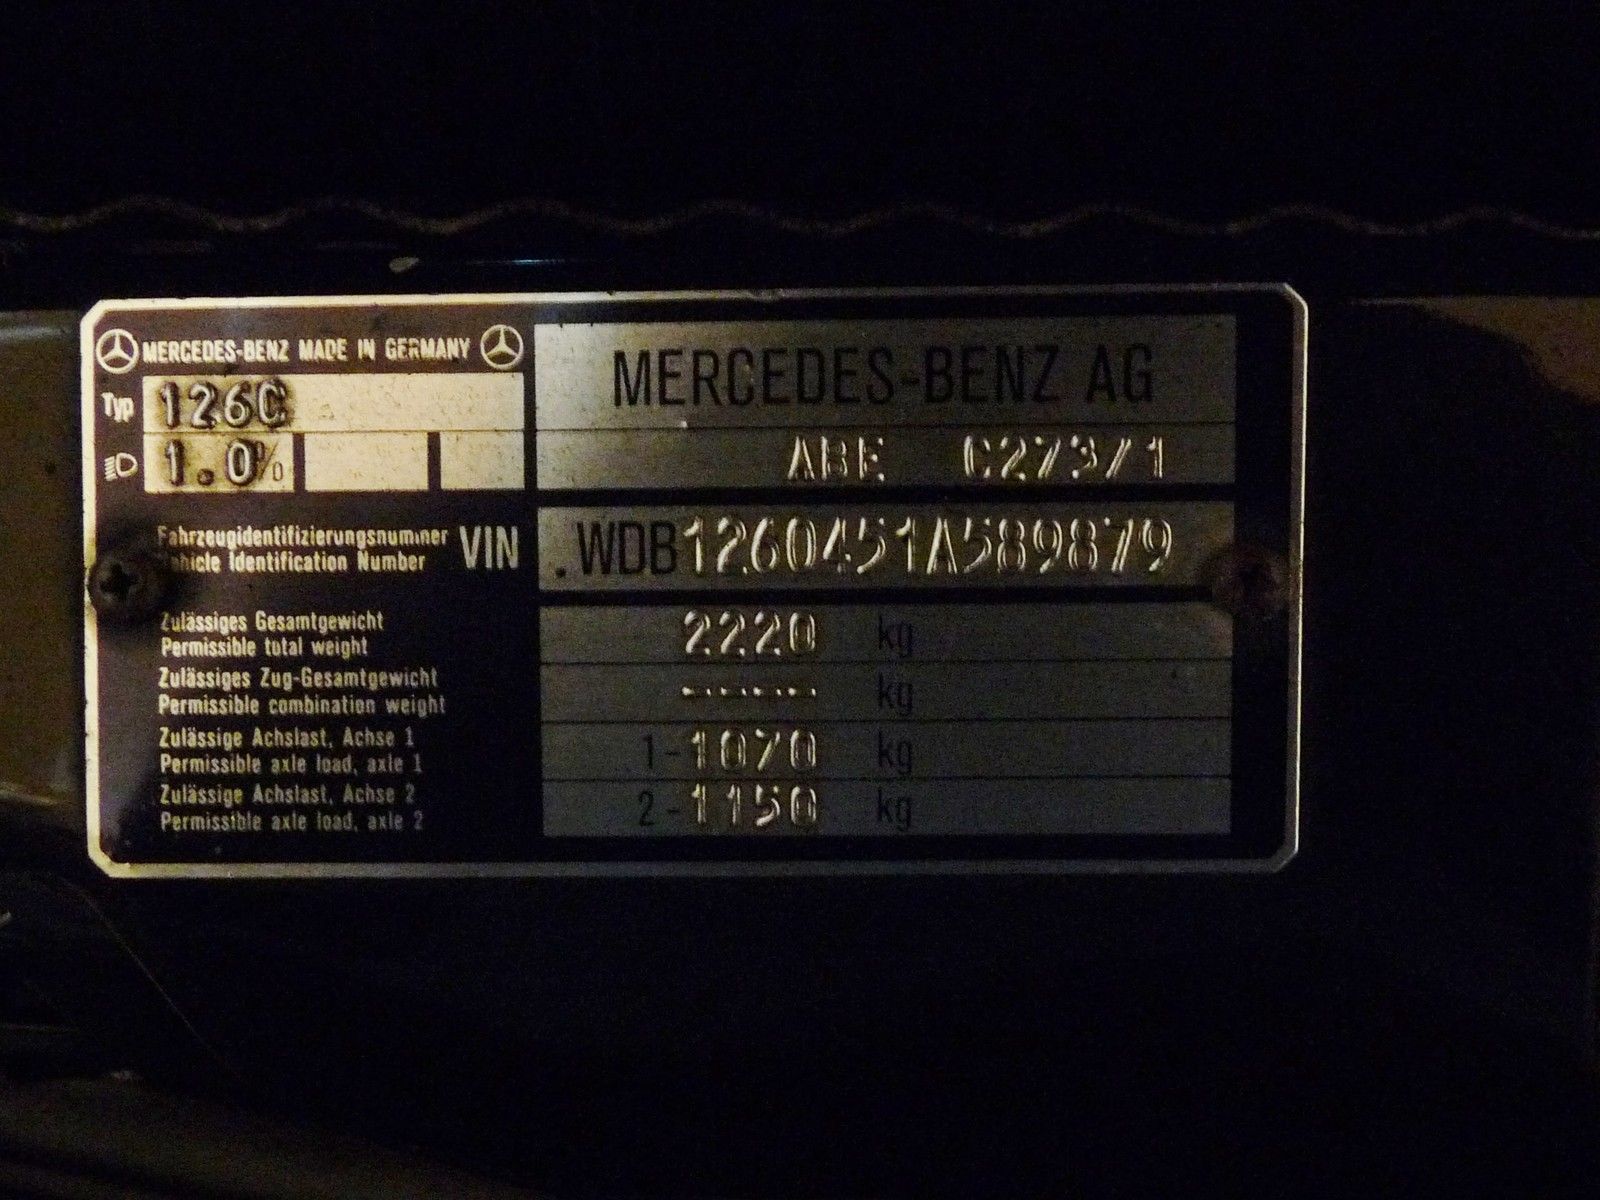 MERCEDES-BENZ MADE IN GERMANY
Typ 126C
1.0%
MERCEDES-BENZ AG
ABE C273/1
Fahrzeugidentifizierungsnummer
Vehicle Identification Number
VIN WDB1260451A589879
Zulässiges Gesamtgewicht
Permissible total weight
2220 kg
Zulässiges Zug-Gesamtgewicht
Permissible combination weight
------ kg
Zulässige Achslast, Achse 1
Permissible axle load, axle 1
1-1070 kg
Zulässige Achslast, Achse 2
Permissible axle load, axle 2
2-1150 kg